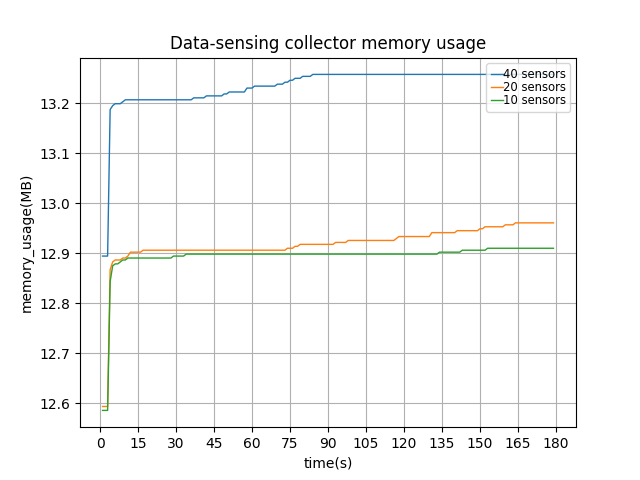 Data-sensing collector memory usage
40 sensors
20 sensors
10 sensors
13.2
13.1
13.0
12.9
12.8
12.7
12.6
memory_usage(MB)
0 15 30 45 60 75 90 105 120 135 150 165 180
time(s)